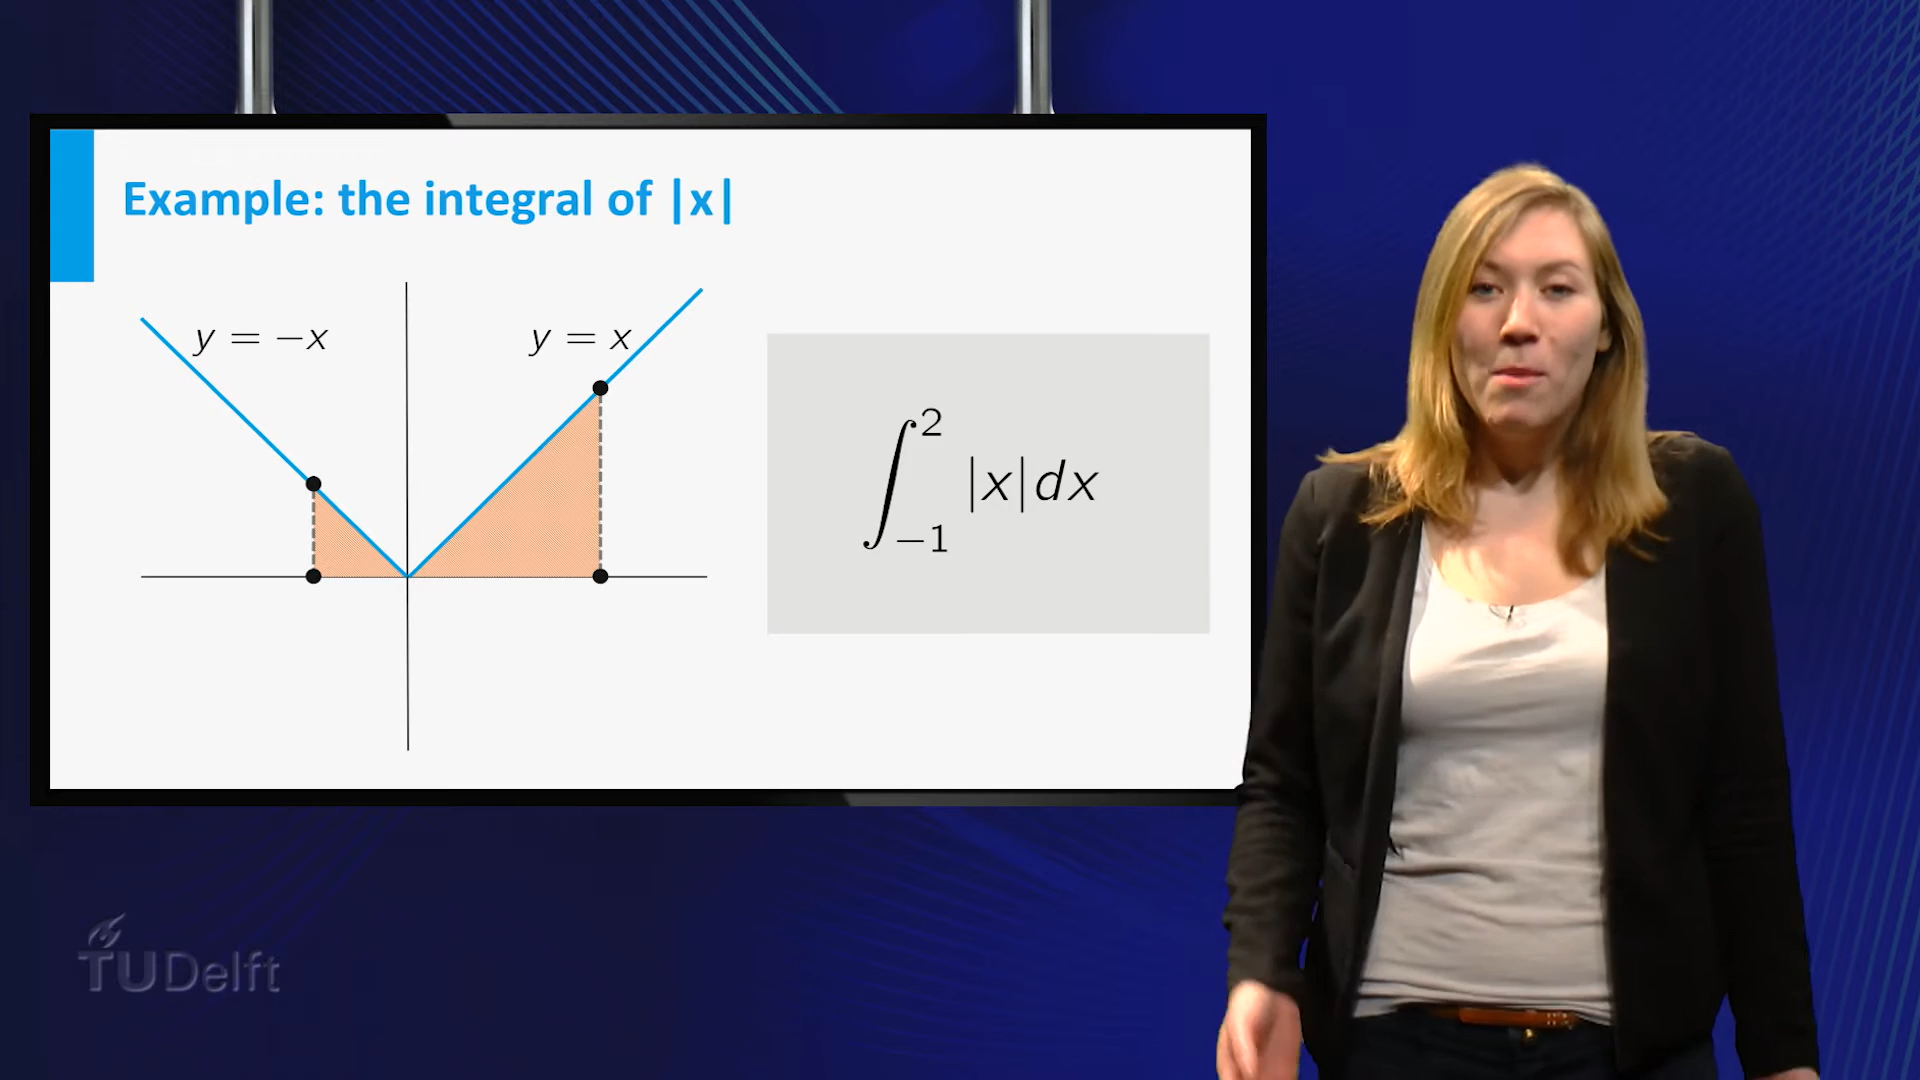 Example: the integral of |x|
y = −x
y = x
∫₋₁² |x|dx
TUDelft